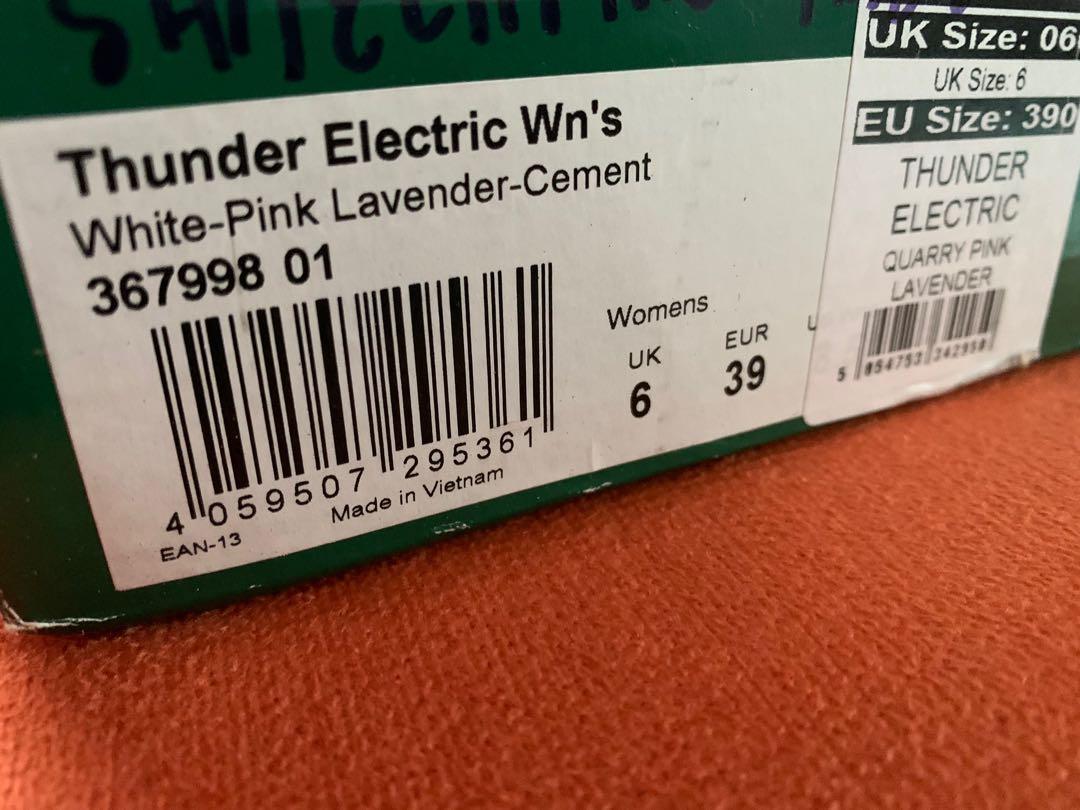 Thunder Electric Wn's
White-Pink Lavender-Cement
367998 01
4 059507 295361
EAN-13
Made in Vietnam
Womens
UK
6
EUR
39
UK Size: 06
UK Size: 6
EU Size: 390
THUNDER
ELECTRIC
QUARRY PINK
LAVENDER